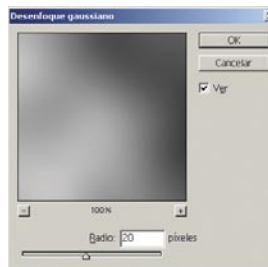 Desenfoque gaussiano
OK
Cancelar
Ver
- 100% +
Radio: 20 píxeles